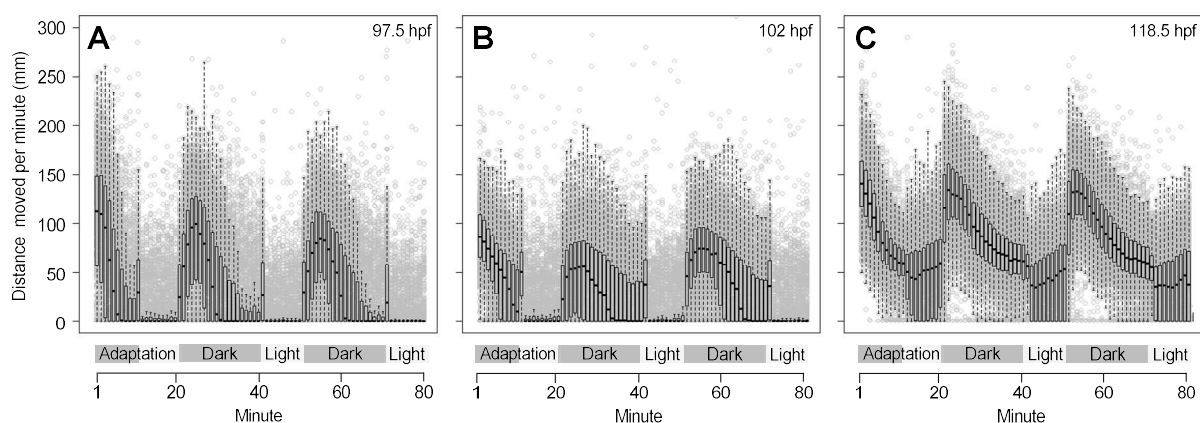 A
97.5 hpf
B
102 hpf
C
118.5 hpf
Distance moved per minute (mm)
300
250
200
150
100
50
0
Adaptation Dark Light Dark Light
Adaptation Dark Light Dark Light
Adaptation Dark Light Dark Light
1 20 40 60 80
1 20 40 60 80
1 20 40 60 80
Minute
Minute
Minute